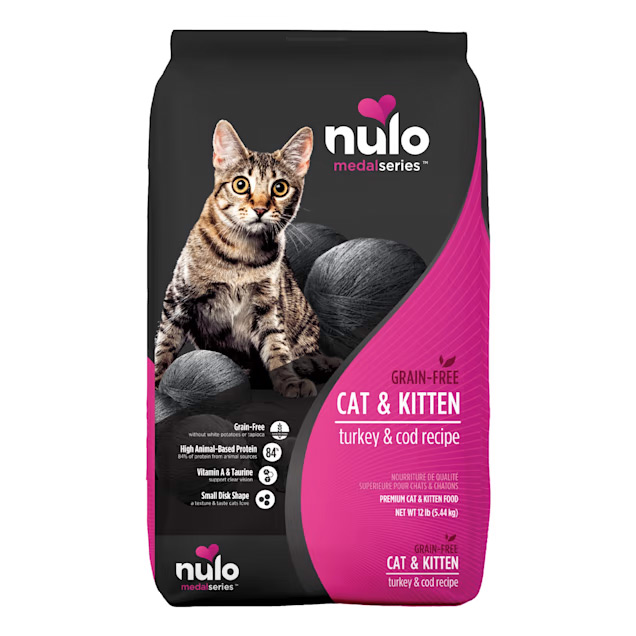 nulo
medalseries™
GRAIN-FREE
CAT & KITTEN
turkey & cod recipe
Grain-Free
without white potatoes or tapioca
High Animal-Based Protein
84% of protein from animal sources
84%
Vitamin A & Taurine
support clear vision
Small Disk Shape
a texture & taste cats love
NOURRITURE DE QUALITÉ
SUPÉRIEURE POUR CHATS & CHATONS
PREMIUM CAT & KITTEN FOOD
NET WT 12 lb (5.44 kg)
nulo
medalseries™
GRAIN-FREE
CAT & KITTEN
turkey & cod recipe